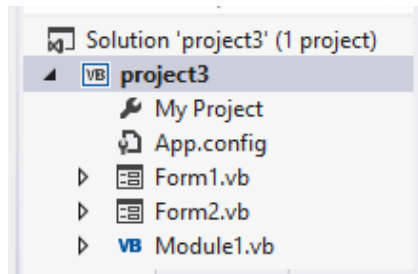 Solution 'project3' (1 project)
VB project3
My Project
App.config
Form1.vb
Form2.vb
VB Module1.vb